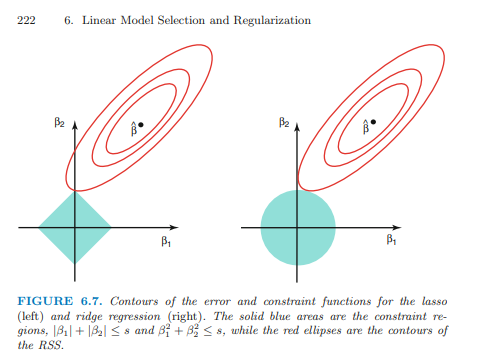 222 6. Linear Model Selection and Regularization
β₂ β̂ β₁
β₂ β̂ β₁
FIGURE 6.7. Contours of the error and constraint functions for the lasso
(left) and ridge regression (right). The solid blue areas are the constraint re-
gions, |β₁| + |β₂| ≤ s and β₁² + β₂² ≤ s, while the red ellipses are the contours of
the RSS.